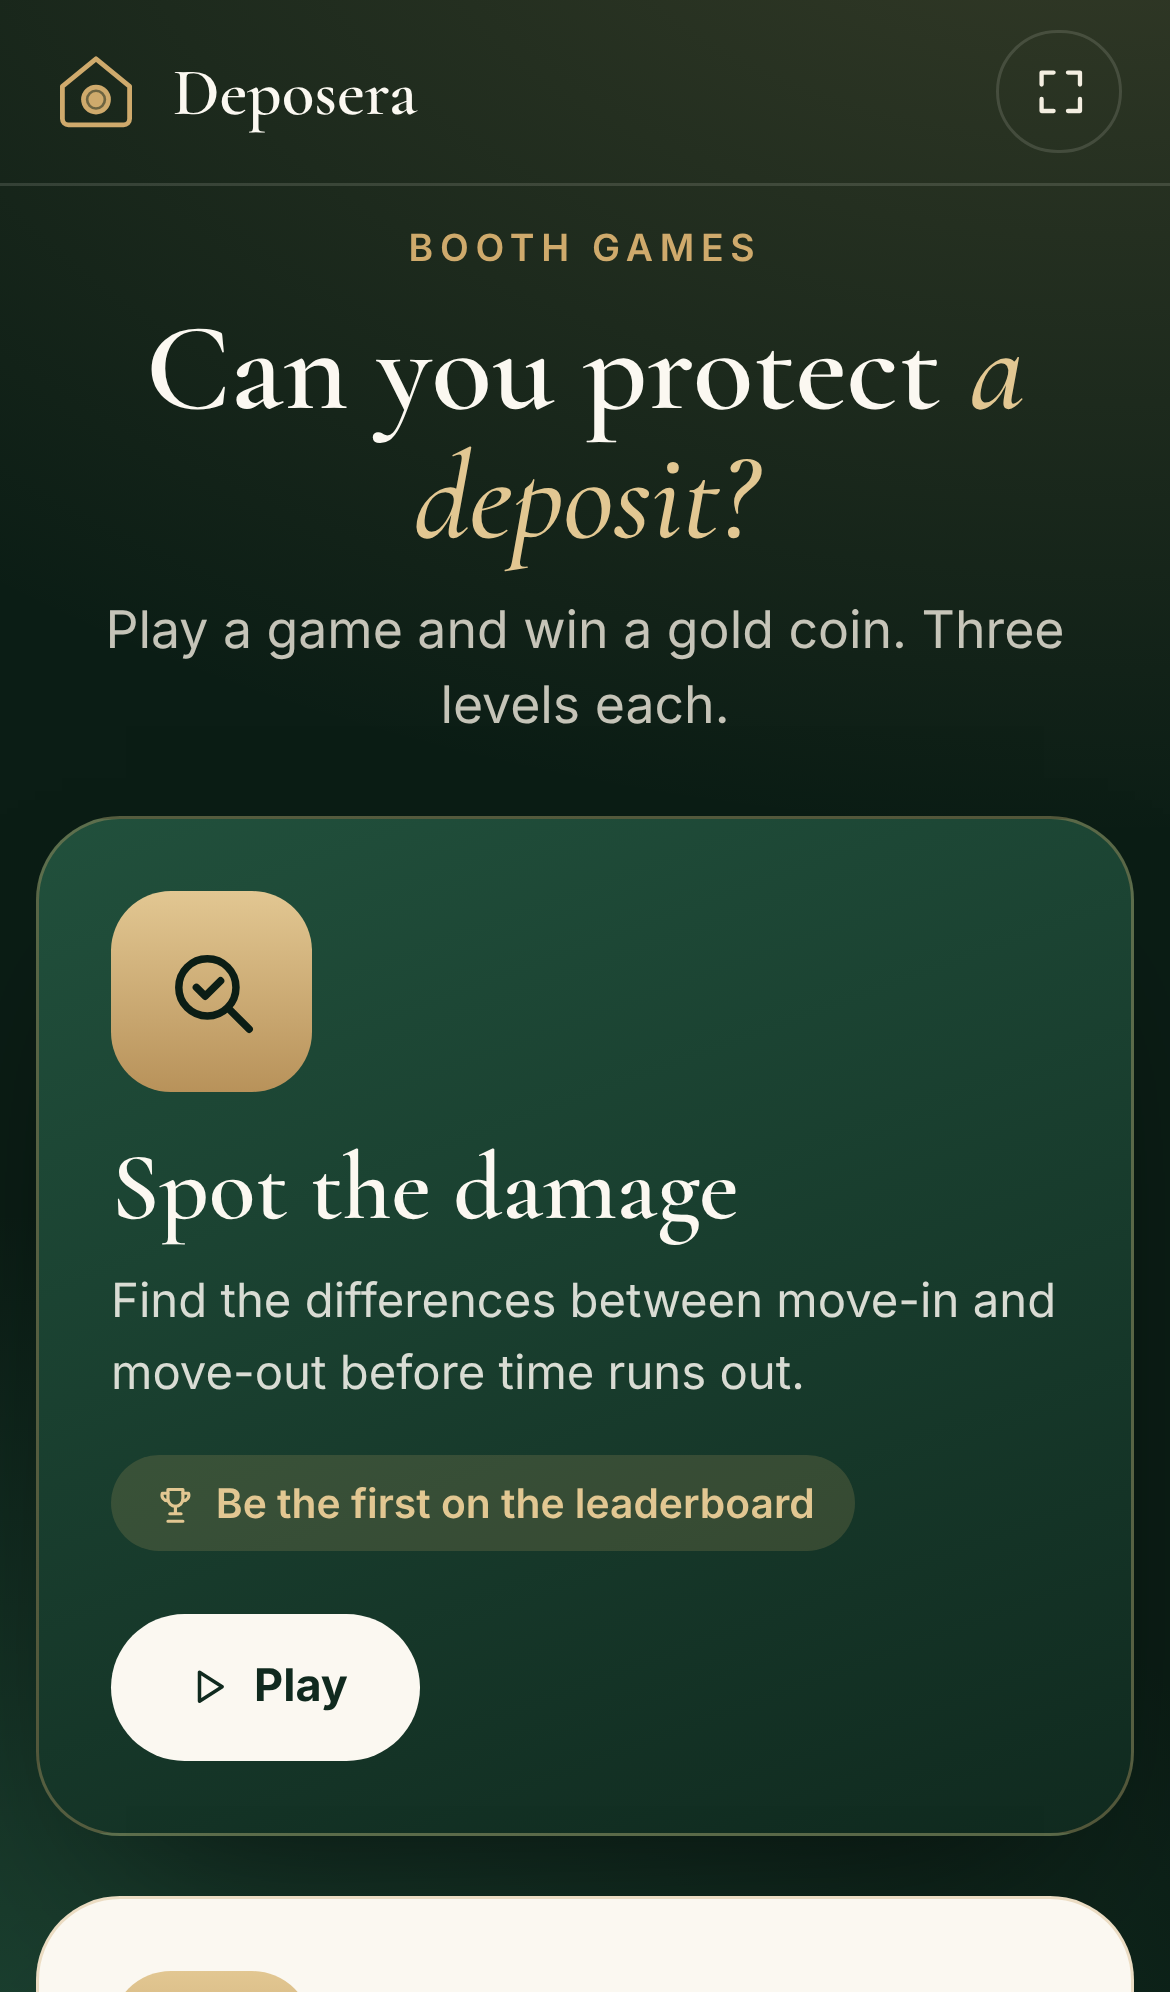 Deposera
BOOTH GAMES
Can you protect a
deposit?
Play a game and win a gold coin. Three
levels each.
Spot the damage
Find the differences between move-in and
move-out before time runs out.
Be the first on the leaderboard
Play